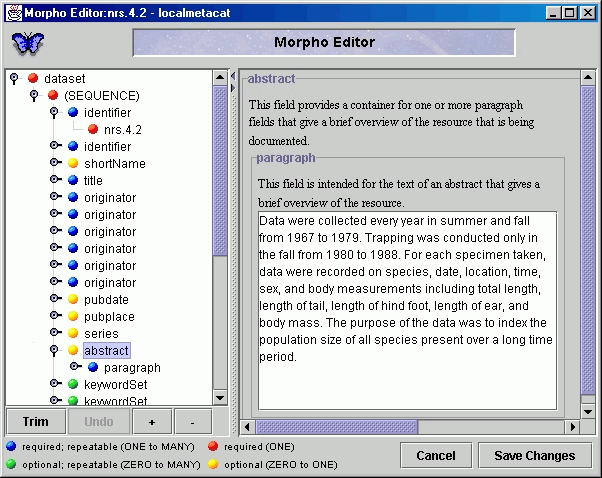 Morpho Editor:nrs.4.2 - localmetacat
Morpho Editor
dataset
(SEQUENCE)
identifier
nrs.4.2
identifier
shortName
title
originator
originator
originator
originator
originator
originator
pubdate
pubplace
series
abstract
paragraph
keywordSet
keywordSet
Trim
Undo
+
-
abstract
This field provides a container for one or more paragraph
fields that give a brief overview of the resource that is being
documented.
paragraph
This field is intended for the text of an abstract that gives a
brief overview of the resource.
Data were collected every year in summer and fall
from 1967 to 1979. Trapping was conducted only in
the fall from 1980 to 1988. For each specimen taken,
data were recorded on species, date, location, time,
sex, and body measurements including total length,
length of tail, length of hind foot, length of ear, and
body mass. The purpose of the data was to index the
population size of all species present over a long time
period.
required; repeatable (ONE to MANY)
required (ONE)
optional; repeatable (ZERO to MANY)
optional (ZERO to ONE)
Cancel
Save Changes